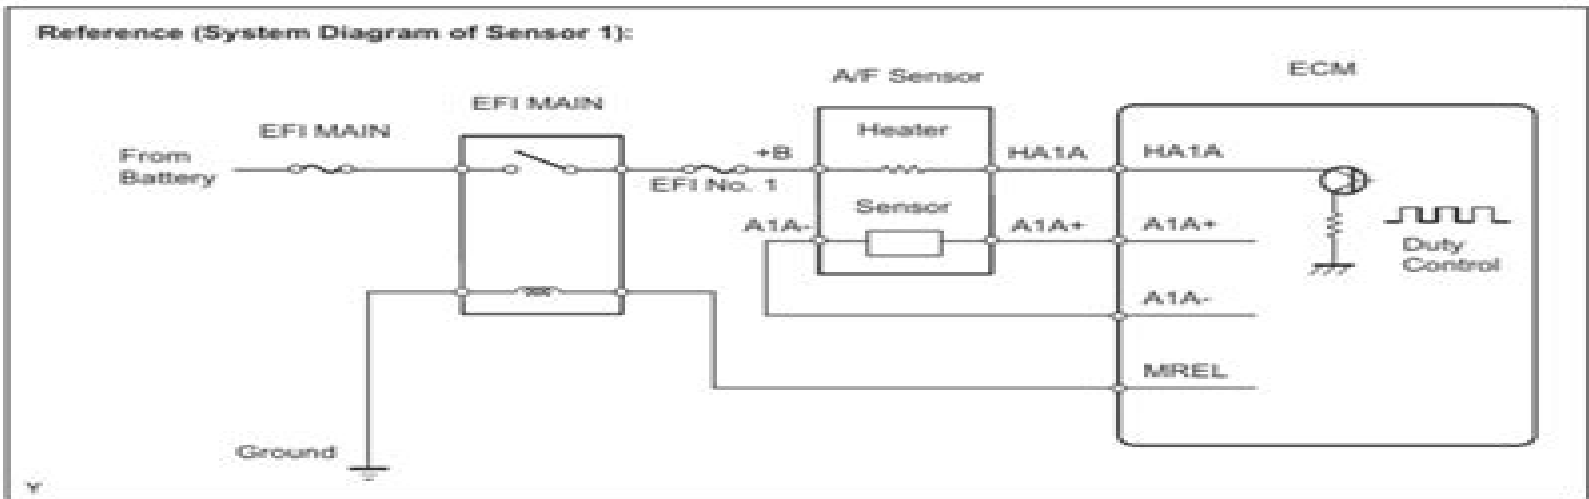 Reference (System Diagram of Sensor 1):
ECM
A/F Sensor
EFI MAIN
EFI MAIN
Heater
From
Battery
+B
HA1A
HA1A
EFI No. 1
Sensor
A1A-
A1A+
A1A+
Duty
Control
A1A-
MREL
Ground
Y